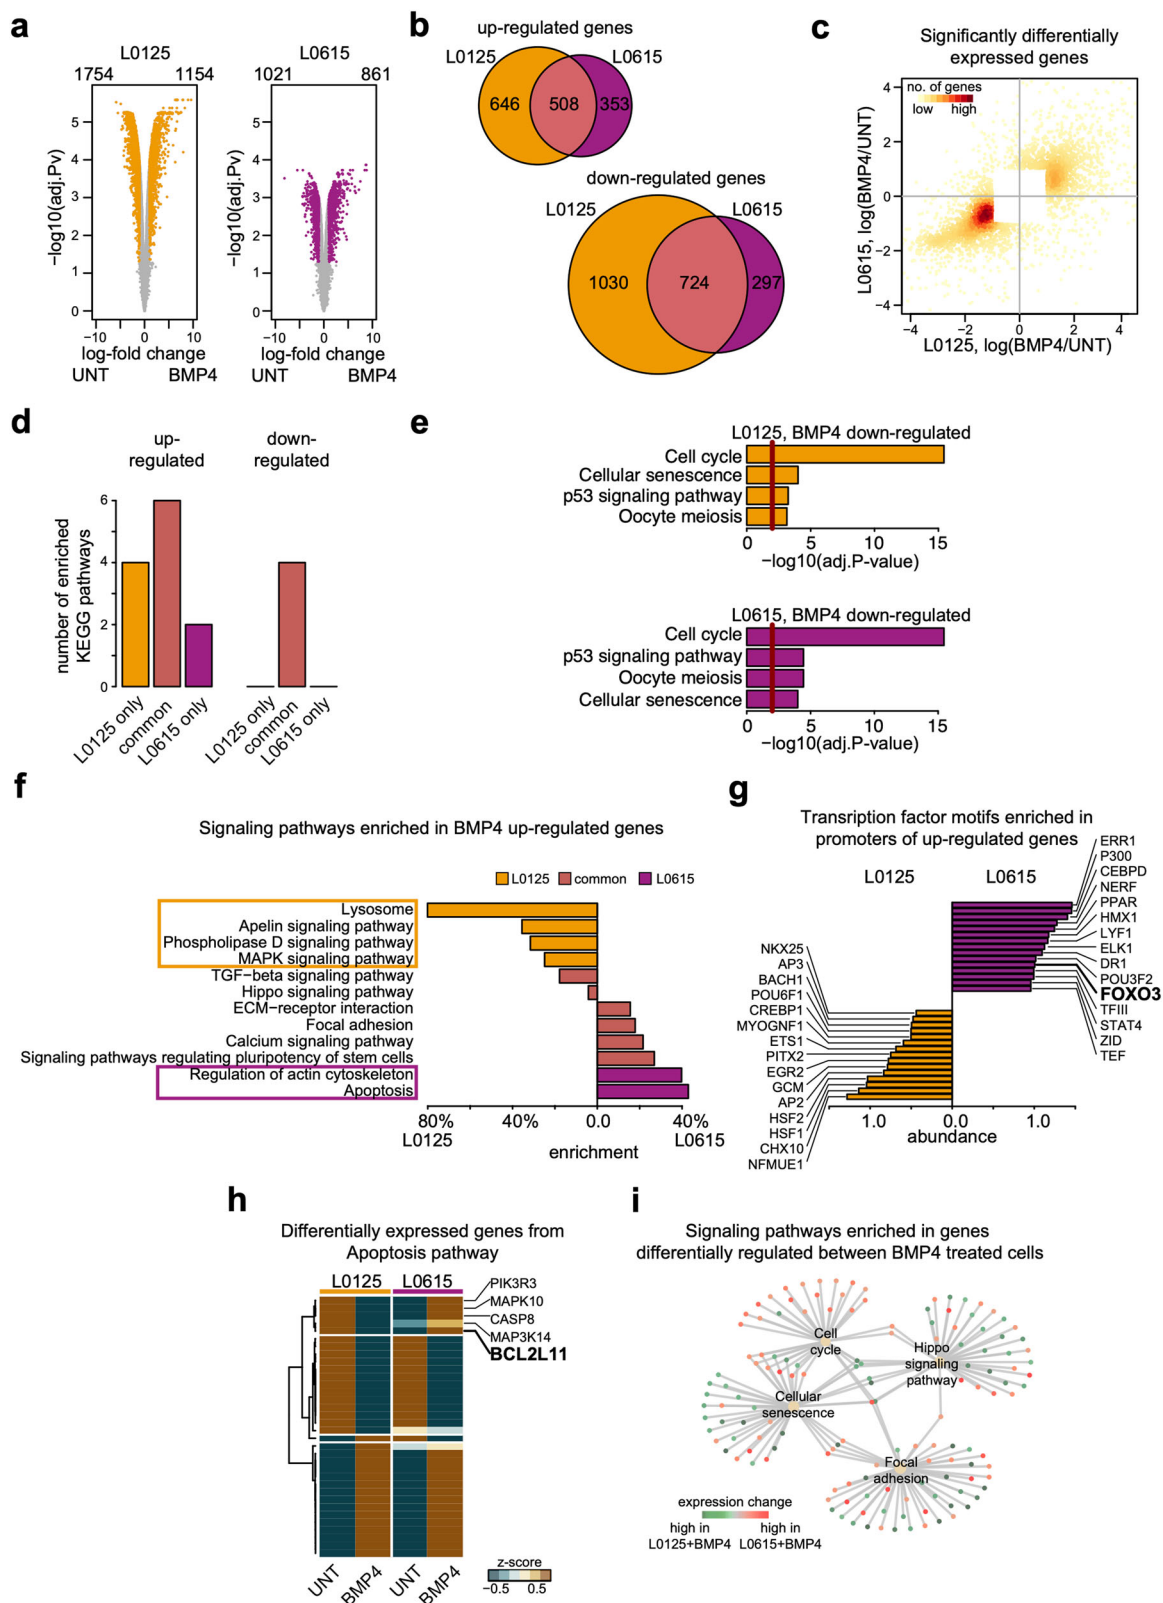 a
L0125
L0615
1754
1154
1021
861
−log10(adj.Pv)
5
4
3
2
1
0
−10
0
10
log-fold change
UNT
BMP4
−log10(adj.Pv)
5
4
3
2
1
0
−10
0
10
log-fold change
UNT
BMP4
b
up-regulated genes
L0125
L0615
646
508
353
down-regulated genes
L0125
L0615
1030
724
297
c
Significantly differentially
expressed genes
no. of genes
low
high
L0615, log(BMP4/UNT)
4
2
0
−2
−4
−4
−2
0
2
4
L0125, log(BMP4/UNT)
d
up-
regulated
down-
regulated
number of enriched
KEGG pathways
6
4
2
0
L0125 only
common
L0615 only
L0125 only
common
L0615 only
e
L0125, BMP4 down-regulated
Cell cycle
Cellular senescence
p53 signaling pathway
Oocyte meiosis
0
5
10
15
−log10(adj.P-value)
L0615, BMP4 down-regulated
Cell cycle
p53 signaling pathway
Oocyte meiosis
Cellular senescence
0
5
10
15
−log10(adj.P-value)
f
Signaling pathways enriched in BMP4 up-regulated genes
L0125
common
L0615
Lysosome
Apelin signaling pathway
Phospholipase D signaling pathway
MAPK signaling pathway
TGF−beta signaling pathway
Hippo signaling pathway
ECM−receptor interaction
Focal adhesion
Calcium signaling pathway
Signaling pathways regulating pluripotency of stem cells
Regulation of actin cytoskeleton
Apoptosis
80%
40%
0.0
40%
L0125
L0615
enrichment
g
Transription factor motifs enriched in
promoters of up-regulated genes
L0125
L0615
ERR1
P300
CEBPD
NERF
PPAR
HMX1
LYF1
ELK1
DR1
POU3F2
FOXO3
TFIII
STAT4
ZID
TEF
NKX25
AP3
BACH1
POU6F1
CREBP1
MYOGNF1
ETS1
PITX2
EGR2
GCM
AP2
HSF2
HSF1
CHX10
NFMUE1
1.0
0.0
1.0
abundance
h
Differentially expressed genes from
Apoptosis pathway
L0125
L0615
PIK3R3
MAPK10
CASP8
MAP3K14
BCL2L11
UNT
BMP4
UNT
BMP4
z-score
−0.5
0.5
i
Signaling pathways enriched in genes
differentially regulated between BMP4 treated cells
Cell
cycle
Hippo
signaling
pathway
Cellular
senescence
Focal
adhesion
expression change
high in
L0125+BMP4
high in
L0615+BMP4